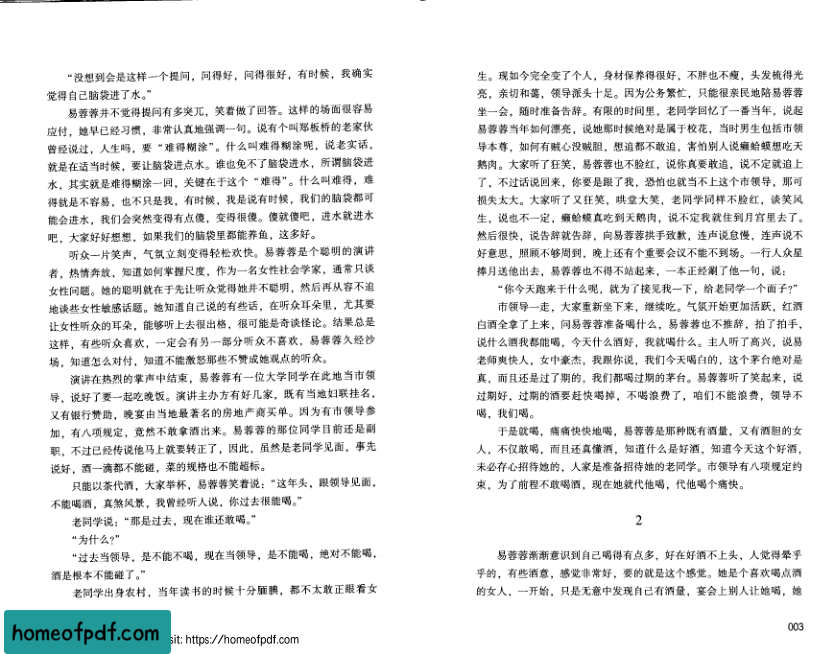 “没想到会是这样一个提问，问得好，问得很好，有时候，我确实
觉得自己脑袋进了水。”
易蓉蓉并不觉得提问有多突兀，笑着做了回答。这样的场面很容易
应付，她早已经习惯，非常认真地强调一句。说有个叫郑板桥的老家伙
曾经说过，人生吗，要“难得糊涂”。什么叫难得糊涂呢，说老实话，
就是在适当时候，要让脑袋进点水。谁也免不了脑袋进水，所谓脑袋进
水，其实就是难得糊涂一回，关键在于这个“难得”。什么叫难得，难
得就是不容易，也不只是我，有时候，我是说有时候，我们的脑袋都可
能会进水，我们会突然变得有点傻，变得很傻。傻就傻吧，进水就进水
吧，大家好好想想，如果我们的脑袋里都能养鱼，这多好。
听众一片笑声，气氛立刻变得轻松欢快。易蓉蓉是个聪明的演讲
者，热情奔放，知道如何掌握尺度，作为一名女性社会学家，通常只谈
女性问题。她的聪明就在于先让听众觉得她并不聪明，然后再从容不迫
地谈些女性敏感话题。她知道自己说的有些话，在听众耳朵里，尤其要
让女性听众的耳朵，能够听上去很出格，很可能是奇谈怪论。结果总是
这样，有些听众喜欢，一定会有另一部分听众不喜欢，易蓉蓉久经沙
场，知道怎么对付，知道不能激怒那些不赞成她观点的听众。
演讲在热烈的掌声中结束，易蓉蓉有一位大学同学在此地当市领
导，说好了要一起吃晚饭。演讲主办方有好几家，既有当地妇联挂名，
又有银行赞助，晚宴由当地最著名的房地产商买单。因为有市领导参
加，有八项规定，竟然不敢拿酒出来。易蓉蓉的那位同学目前还是副
职，不过已经传说他马上就要转正了，因此，虽然是老同学见面，事先
说好，酒一滴都不能碰，菜的规格也不能超标。
只能以茶代酒，大家举杯，易蓉蓉笑着说：“这年头，跟领导见面，
不能喝酒，真煞风景，我曾经听人说，你过去很能喝。”
老同学说：“那是过去，现在谁还敢喝。”
“为什么？”
“过去当领导，是不能不喝，现在当领导，是不能喝，绝对不能喝，
酒是根本不能碰了。”
老同学出身农村，当年读书的时候十分腼腆，都不太敢正眼看女
生。现如今完全变了个人，身材保养得很好，不胖也不瘦，头发梳得光
亮，亲切和蔼，领导派头十足。因为公务繁忙，只能很亲民地陪易蓉蓉
坐一会，随时准备告辞。有限的时间里，老同学回忆了一番当年，说起
易蓉蓉当年如何漂亮，说她那时候绝对是属于校花，当时男生包括市领
导本尊，如何有贼心没贼胆，想追都不敢追，害怕别人说癞蛤蟆想吃天
鹅肉。大家听了狂笑，易蓉蓉也不脸红，说你真要敢追，说不定就追上
了，不过话说回来，你要是跟了我，恐怕也就当不上这个市领导，那可
损失太大。大家听了又狂笑，哄堂大笑，老同学同样不脸红，谈笑风
生，说也不一定，癞蛤蟆真吃到天鹅肉，说不定我就住到月宫里去了。
然后很快，说告辞就告辞，向易蓉蓉拱手致歉，连声说怠慢，连声说不
好意思，照顾不够周到，晚上还有个重要会议不能不到场。一行人众星
捧月送他出去，易蓉蓉也不得不站起来，一本正经涮了他一句，说：
“你今天跑来干什么呢，就为了接见我一下，给老同学一个面子？”
市领导一走，大家重新坐下来，继续吃。气氛开始更加活跃，红酒
白酒全拿了上来，问易蓉蓉准备喝什么，易蓉蓉也不推辞，拍了拍手，
说什么酒我都能喝，今天什么酒好，我就喝什么。主人听了高兴，说易
老师爽快人，女中豪杰，我跟你说，我们今天喝白的，这个茅台绝对是
真，而且还是过了期的，我们都喝过期的茅台。易蓉蓉听了笑起来，说
过期好，过期的酒要赶快喝掉，不喝浪费了，咱们不能浪费，领导不
喝，我们喝。
于是就喝，痛痛快快地喝，易蓉蓉是那种既有酒量，又有酒胆的女
人，不仅敢喝，而且还真懂酒，知道什么是好酒，知道今天这个好酒，
未必存心招待她的，人家是准备招待她的老同学。市领导有八项规定约
束，为了前程不敢喝酒，现在她就代他喝，代他喝个痛快。
2
易蓉蓉渐渐意识到自己喝得有点多，好在好酒不上头，人觉得晕乎
乎的，有些酒意，感觉非常好，要的就是这个感觉。她是个喜欢喝点酒
的女人，一开始，只是无意中发现自己有酒量，宴会上别人让她喝，她
003
homeofpdf.com
sit: https://homeofpdf.com